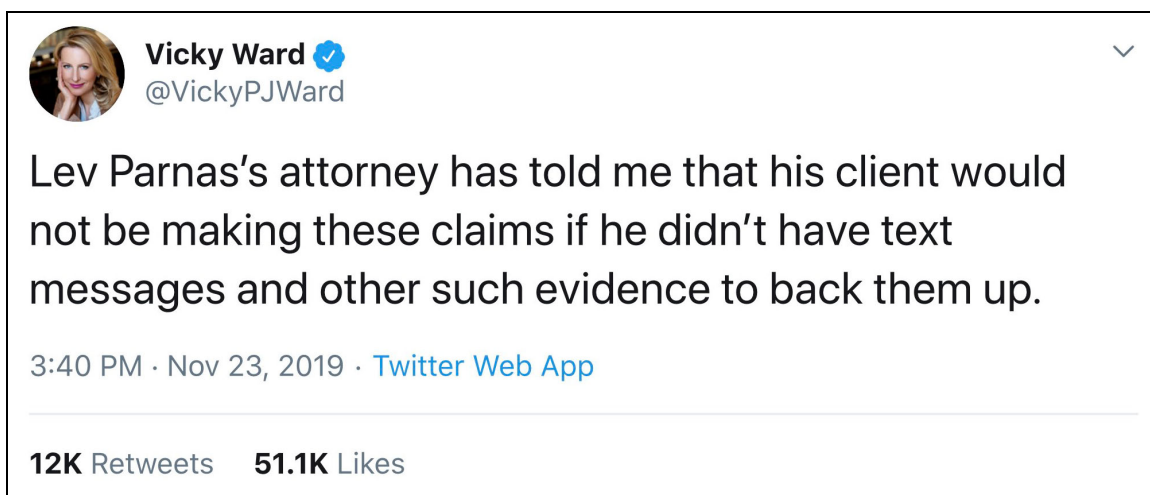 Vicky Ward
@VickyPJWard
Lev Parnas’s attorney has told me that his client would
not be making these claims if he didn’t have text
messages and other such evidence to back them up.
3:40 PM · Nov 23, 2019 · Twitter Web App
12K Retweets 51.1K Likes